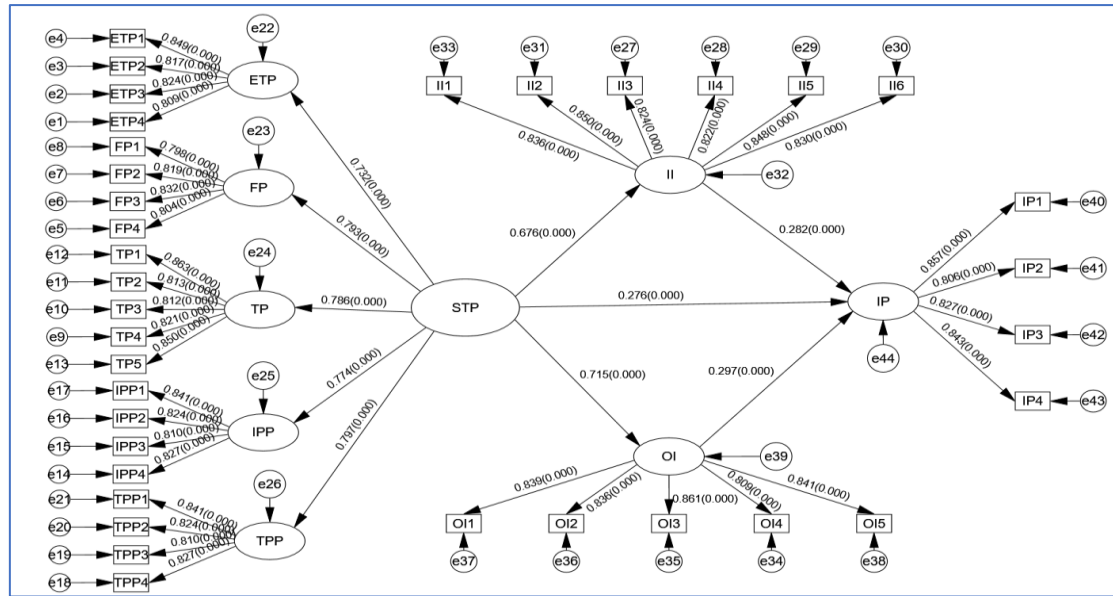 e4 ETP1 0.849(0.000)
e3 ETP2 0.817(0.000)
e2 ETP3 0.824(0.000)
e1 ETP4 0.809(0.000)
e22
ETP
e8 FP1 0.798(0.000)
e7 FP2 0.819(0.000)
e6 FP3 0.832(0.000)
e5 FP4 0.804(0.000)
e23
FP
e12 TP1 0.863(0.000)
e11 TP2 0.813(0.000)
e10 TP3 0.812(0.000)
e9 TP4 0.821(0.000)
e13 TP5 0.850(0.000)
e24
TP
e17 IPP1 0.841(0.000)
e16 IPP2 0.824(0.000)
e15 IPP3 0.810(0.000)
e14 IPP4 0.827(0.000)
e25
IPP
e21 TPP1 0.841(0.000)
e20 TPP2 0.824(0.000)
e19 TPP3 0.810(0.000)
e18 TPP4 0.827(0.000)
e26
TPP
0.732(0.000)
0.793(0.000)
0.786(0.000)
0.774(0.000)
0.797(0.000)
STP
0.676(0.000)
0.276(0.000)
0.715(0.000)
e33 e31 e27 e28 e29 e30
II1 II2 II3 II4 II5 II6
0.836(0.000) 0.850(0.000) 0.824(0.000) 0.822(0.000) 0.848(0.000) 0.830(0.000)
II e32
0.282(0.000)
0.297(0.000)
OI e39
0.839(0.000) 0.836(0.000) 0.861(0.000) 0.809(0.000) 0.841(0.000)
OI1 OI2 OI3 OI4 OI5
e37 e36 e35 e34 e38
IP
e44
0.857(0.000) IP1 e40
0.806(0.000) IP2 e41
0.827(0.000) IP3 e42
0.843(0.000) IP4 e43